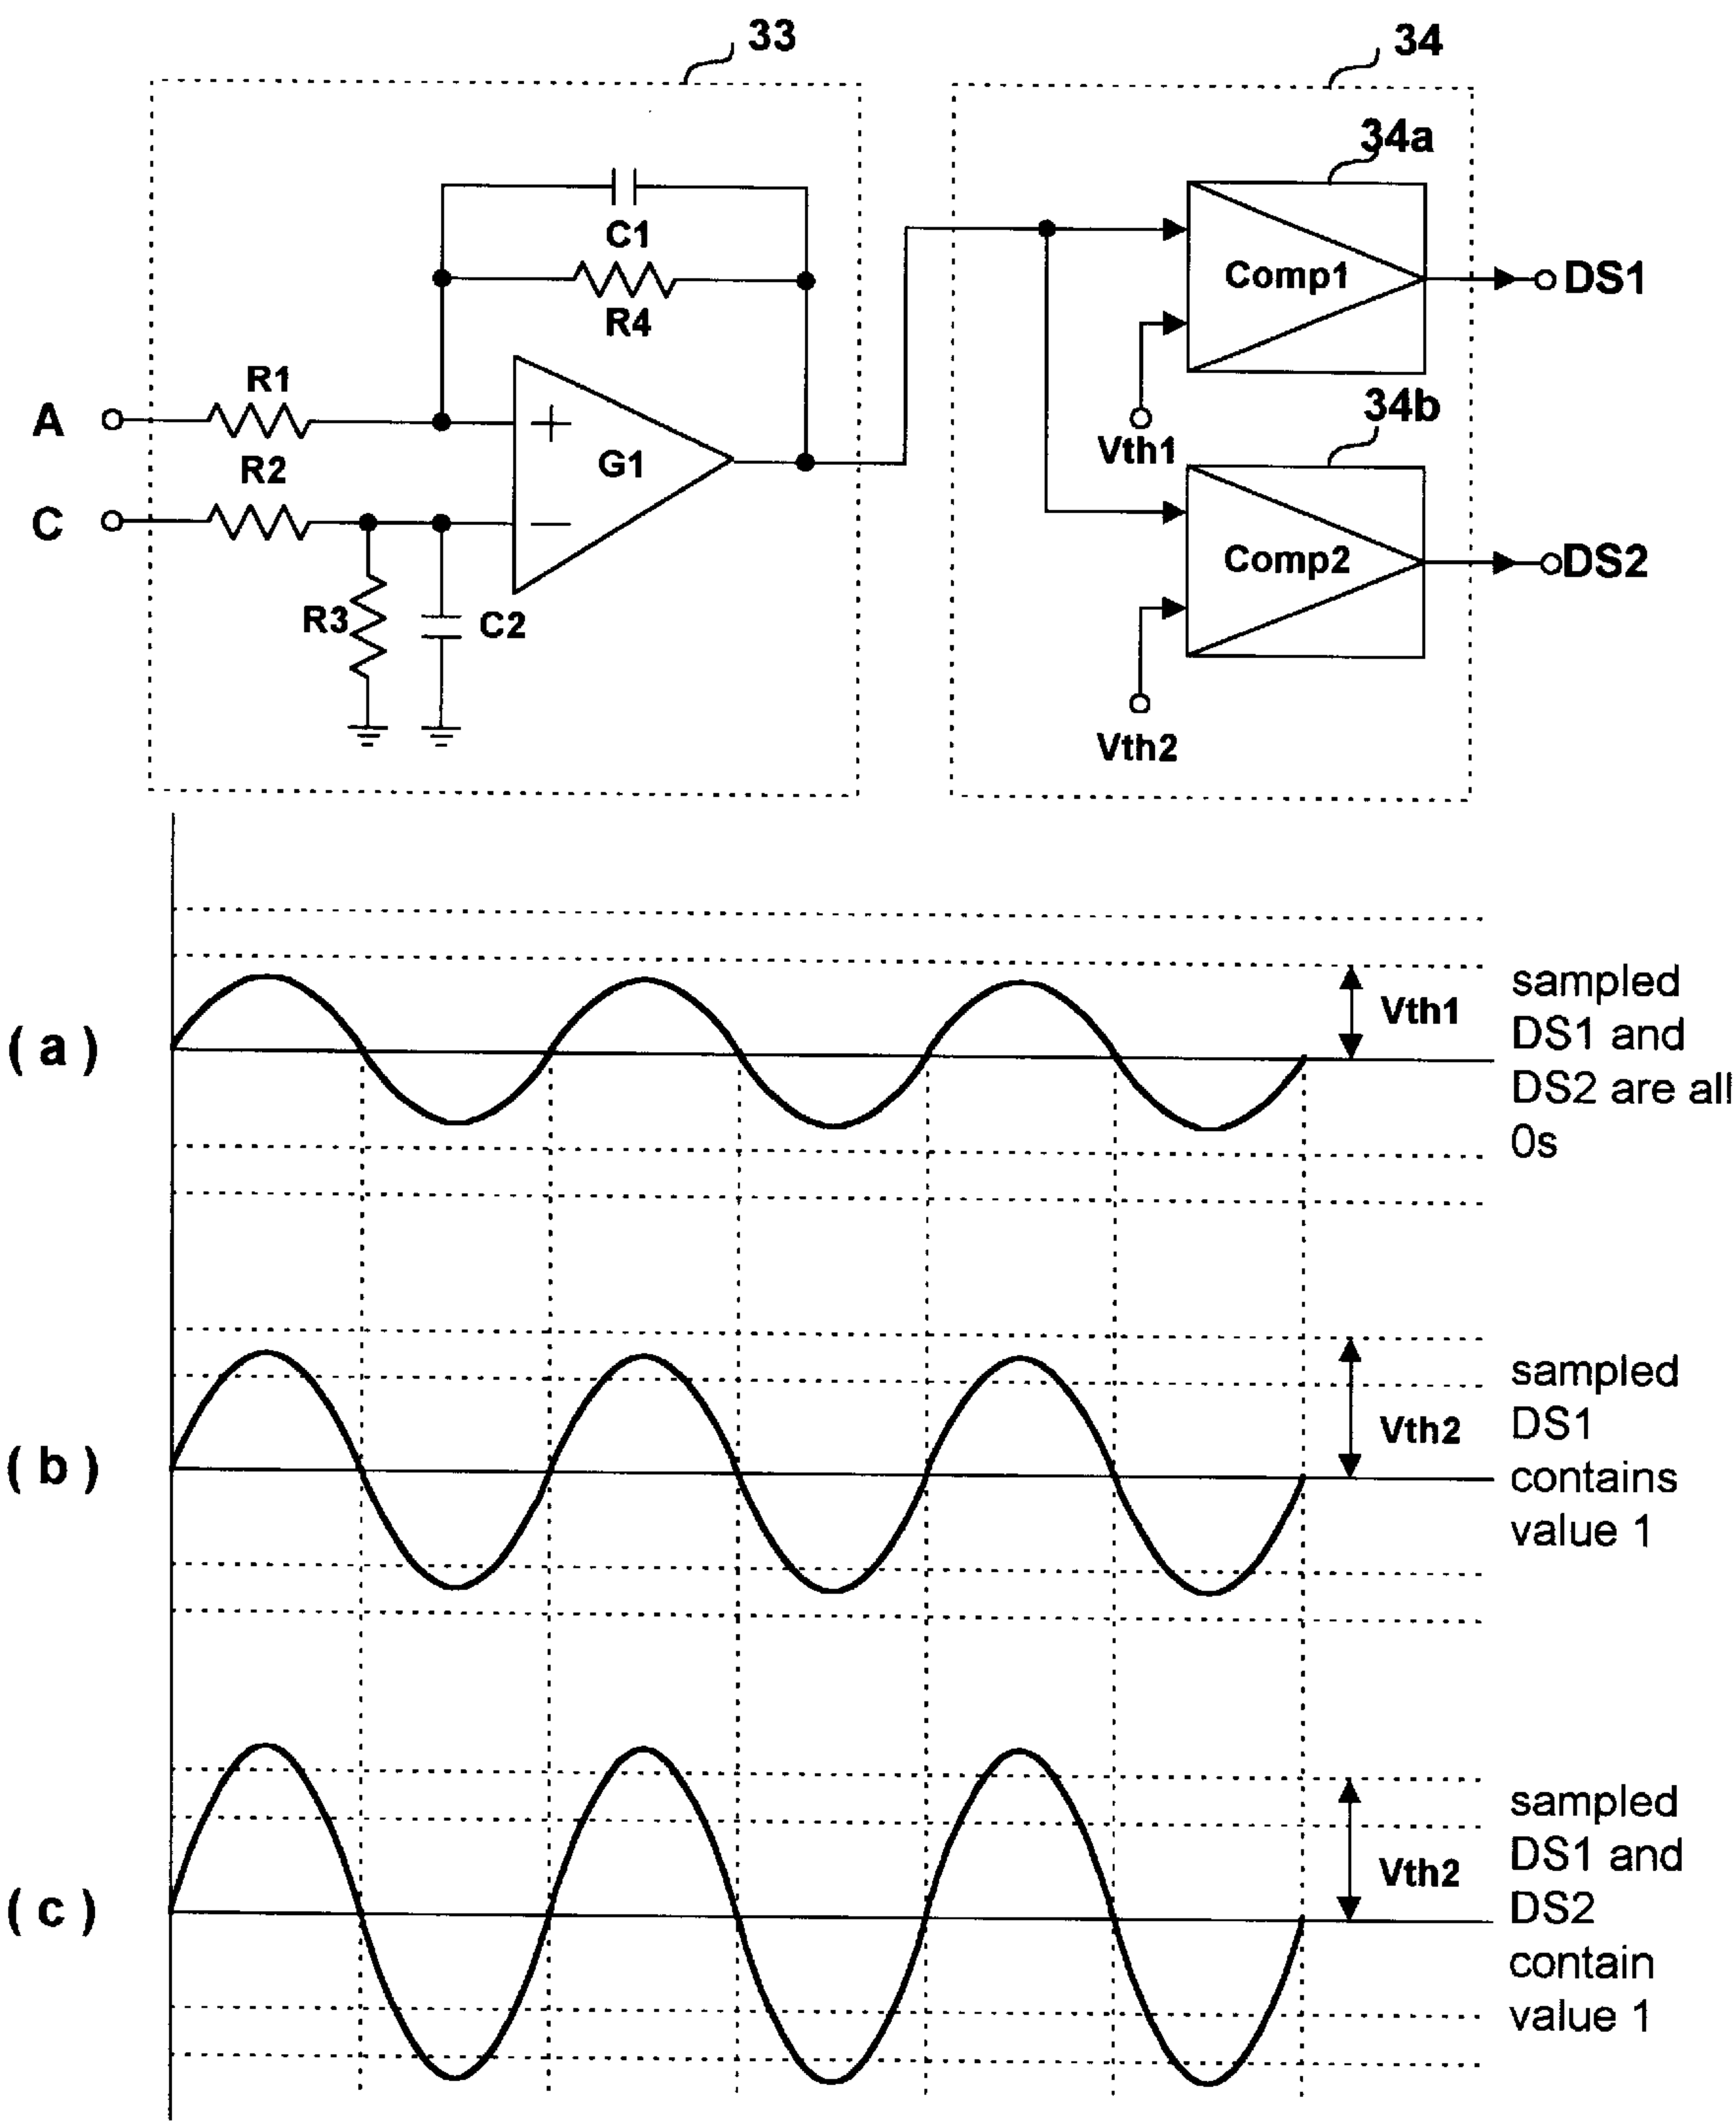 33
34
34a
C1
Comp1
DS1
R4
R1
A
+
Vth1
34b
R2
G1
C
−
Comp2
DS2
R3
C2
Vth2
(a)
Vth1
sampled
DS1 and
DS2 are all
0s
(b)
Vth2
sampled
DS1
contains
value 1
(c)
Vth2
sampled
DS1 and
DS2
contain
value 1